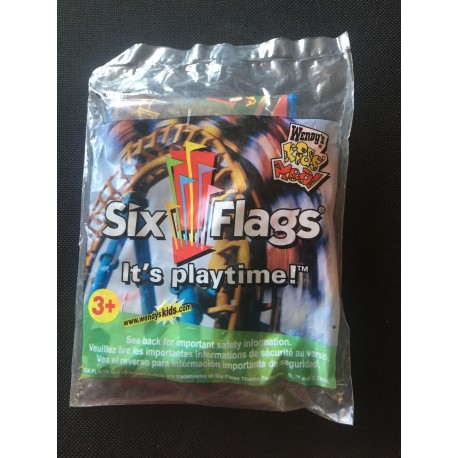 Wendy's
Kids'
Meal
Six Flags®
It's playtime!™
3+
www.wendyskids.com
See back for important safety information.
Veuillez lire les importantes informations de sécurité au verso.
Vea el reverso para información importante de seguridad.